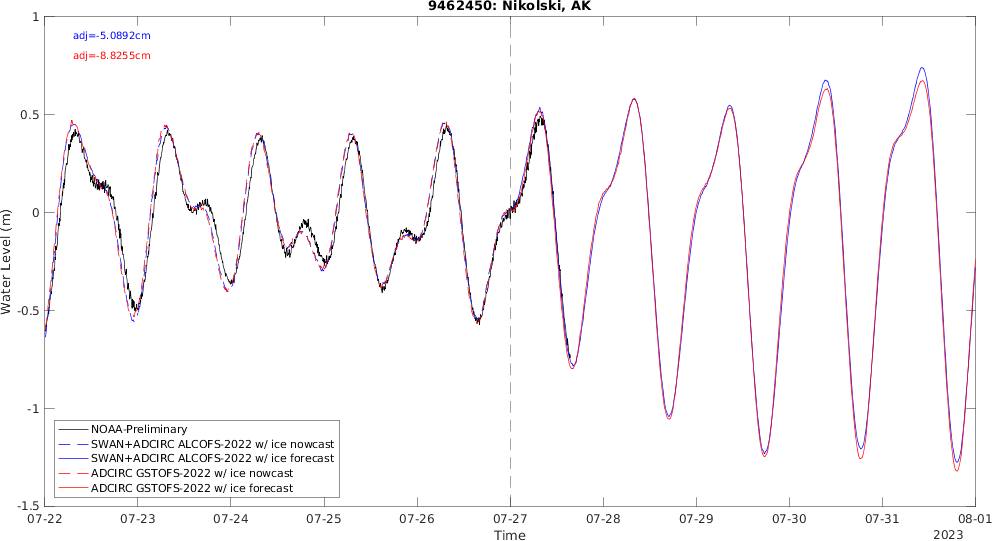 9462450: Nikolski, AK
adj=-5.0892cm
adj=-8.8255cm
Water Level (m)
1
0.5
0
-0.5
-1
-1.5
NOAA-Preliminary
SWAN+ADCIRC ALCOFS-2022 w/ ice nowcast
SWAN+ADCIRC ALCOFS-2022 w/ ice forecast
ADCIRC GSTOFS-2022 w/ ice nowcast
ADCIRC GSTOFS-2022 w/ ice forecast
07-22 07-23 07-24 07-25 07-26 07-27 07-28 07-29 07-30 07-31 08-01
Time
2023